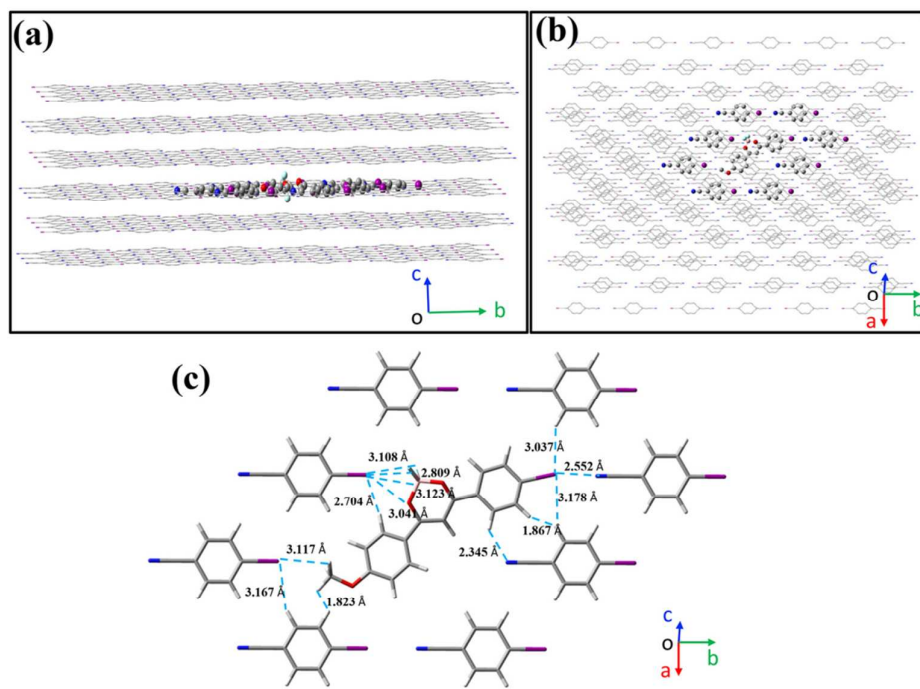 (a)
c
o
b
(b)
c
o
b
a
(c)
3.108 Å
2.809 Å
3.123 Å
2.704 Å
3.041 Å
3.037 Å
2.552 Å
3.178 Å
1.867 Å
2.345 Å
3.117 Å
3.167 Å
1.823 Å
c
o
b
a